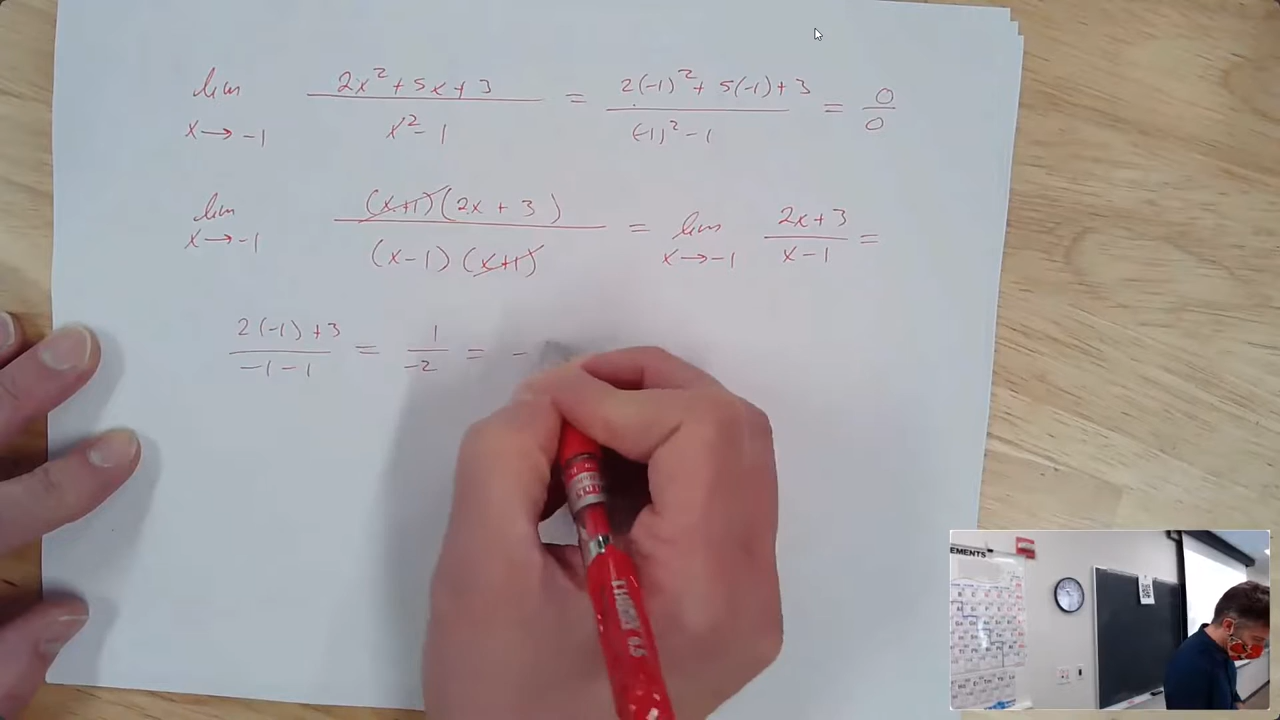 lim x→-1 (2x²+5x+3)/(x²-1) = (2(-1)²+5(-1)+3)/((-1)²-1) = 0/0
lim x→-1 ((x+1)(2x+3))/((x-1)(x+1)) = lim x→-1 (2x+3)/(x-1) =
(2(-1)+3)/(-1-1) = 1/-2 = -
EMENTS